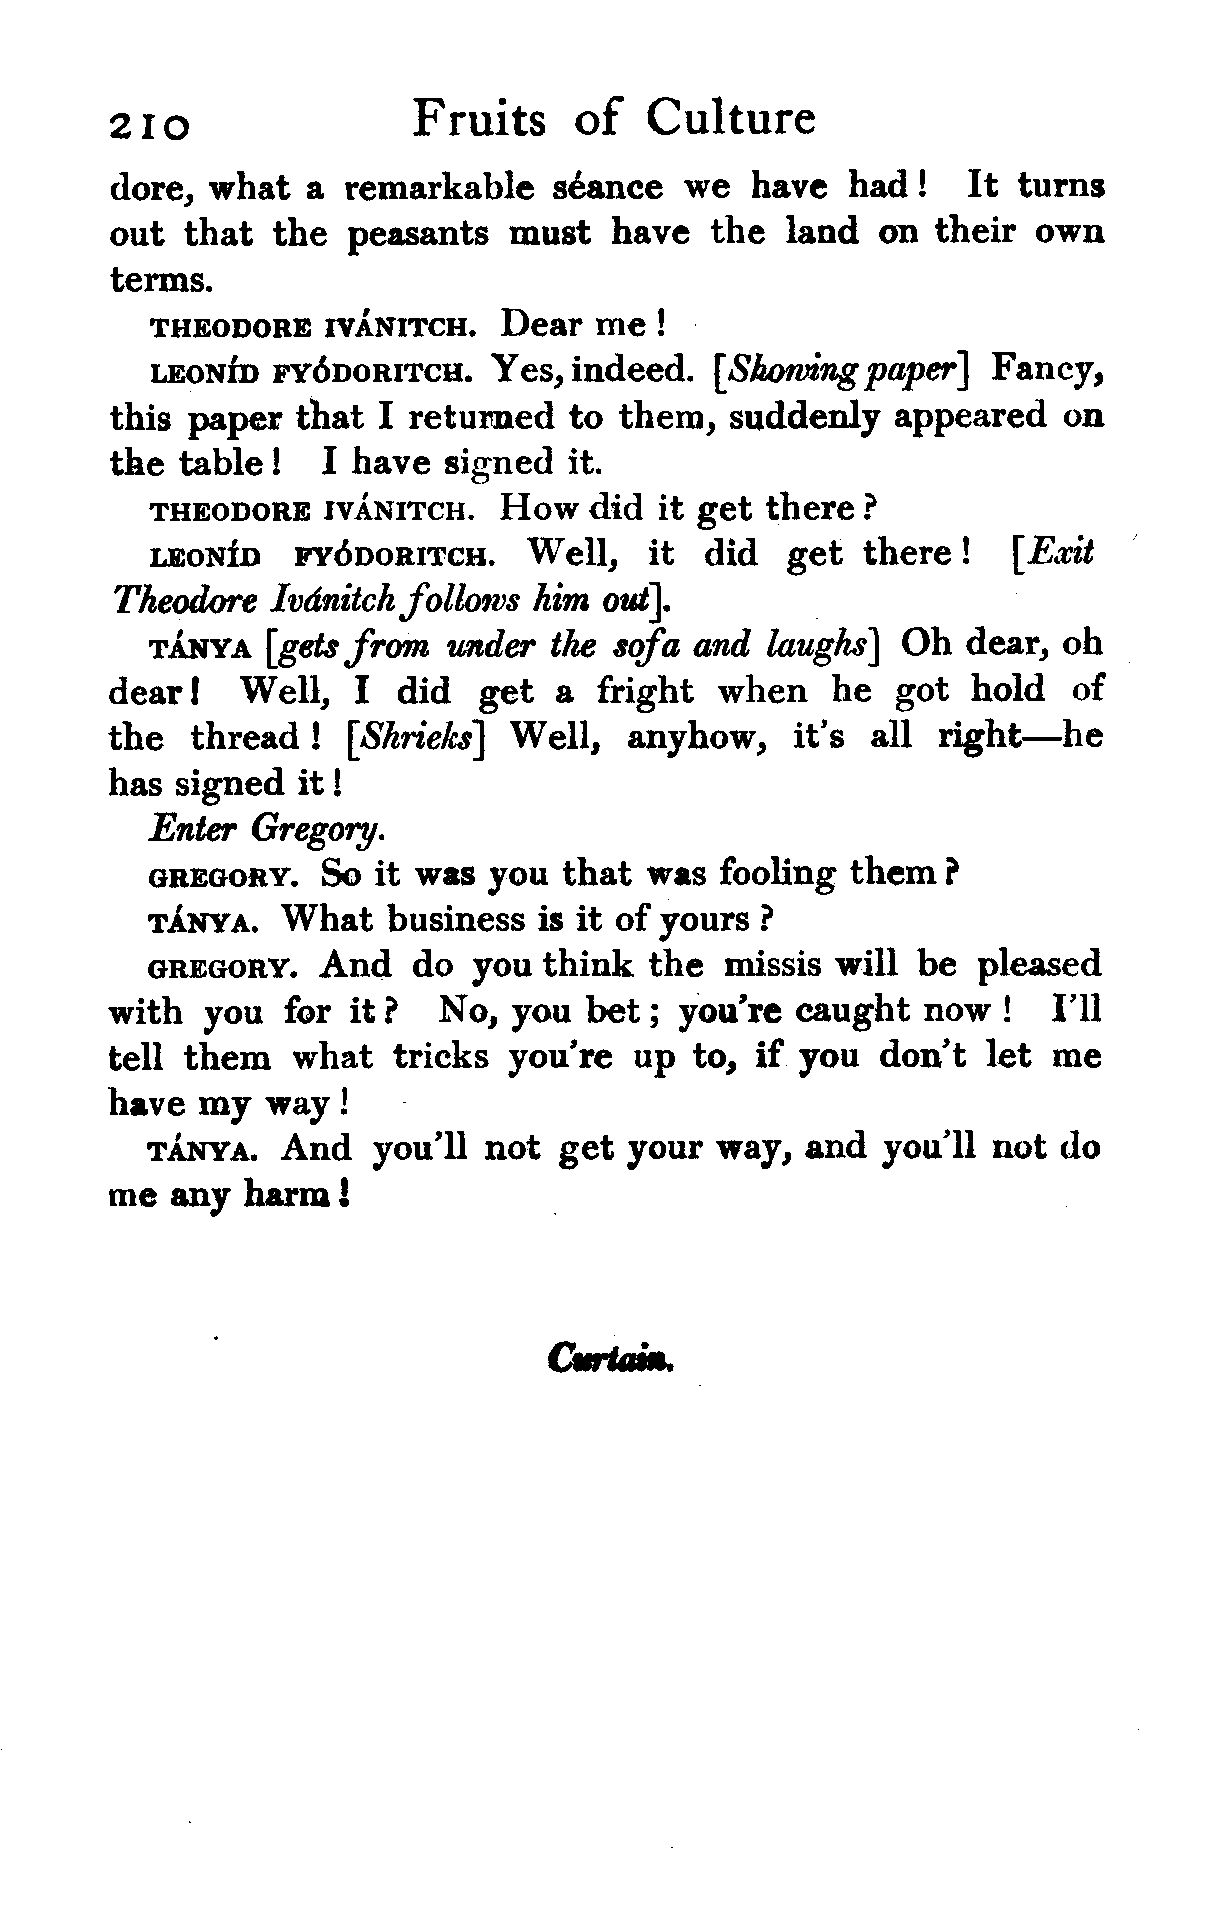 210 Fruits of Culture
dore, what a remarkable séance we have had! It turns
out that the peasants must have the land on their own
terms.
THEODORE IVÁNITCH. Dear me!
LEONÍD FYÓDORITCH. Yes, indeed. [Showing paper] Fancy,
this paper that I returned to them, suddenly appeared on
the table! I have signed it.
THEODORE IVÁNITCH. How did it get there?
LEONÍD FYÓDORITCH. Well, it did get there! [Exit
Theodore Ivánitch follows him out].
TÁNYA [gets from under the sofa and laughs] Oh dear, oh
dear! Well, I did get a fright when he got hold of
the thread! [Shrieks] Well, anyhow, it's all right—he
has signed it!
Enter Gregory.
GREGORY. So it was you that was fooling them?
TÁNYA. What business is it of yours?
GREGORY. And do you think the missis will be pleased
with you for it? No, you bet; you're caught now! I'll
tell them what tricks you're up to, if you don't let me
have my way!
TÁNYA. And you'll not get your way, and you'll not do
me any harm!
Curtain.